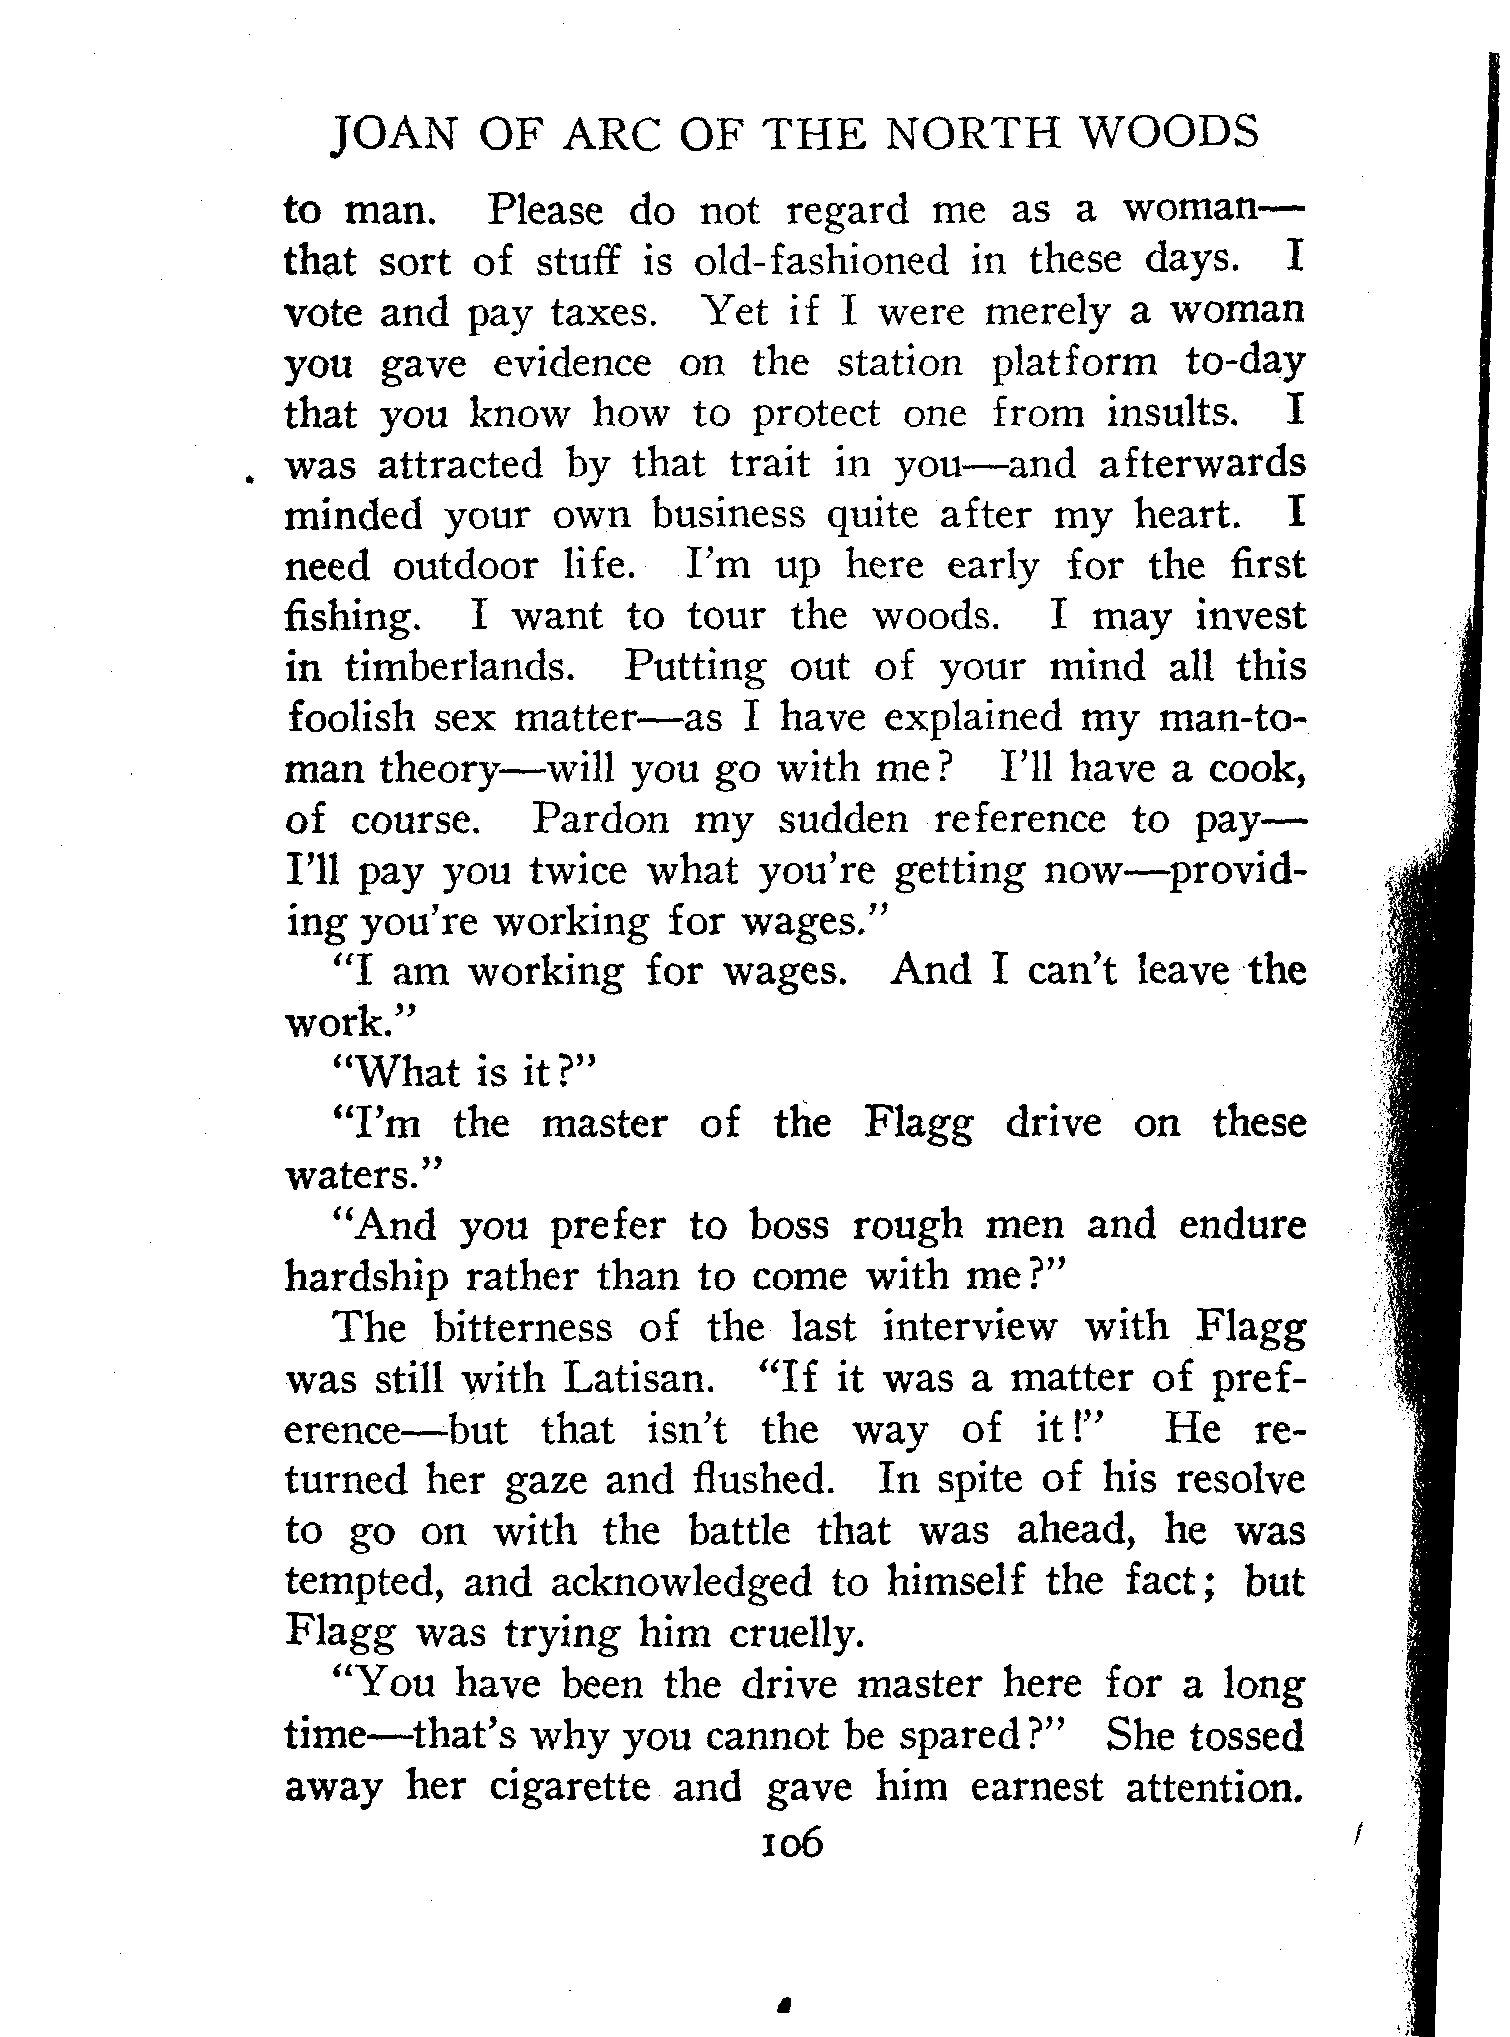 JOAN OF ARC OF THE NORTH WOODS
to man. Please do not regard me as a woman—
that sort of stuff is old-fashioned in these days. I
vote and pay taxes. Yet if I were merely a woman
you gave evidence on the station platform to-day
that you know how to protect one from insults. I
was attracted by that trait in you—and afterwards
minded your own business quite after my heart. I
need outdoor life. I'm up here early for the first
fishing. I want to tour the woods. I may invest
in timberlands. Putting out of your mind all this
foolish sex matter—as I have explained my man-to-
man theory—will you go with me? I'll have a cook,
of course. Pardon my sudden reference to pay—
I'll pay you twice what you're getting now—provid-
ing you're working for wages."
"I am working for wages. And I can't leave the
work."
"What is it?"
"I'm the master of the Flagg drive on these
waters."
"And you prefer to boss rough men and endure
hardship rather than to come with me?"
The bitterness of the last interview with Flagg
was still with Latisan. "If it was a matter of pref-
erence—but that isn't the way of it!" He re-
turned her gaze and flushed. In spite of his resolve
to go on with the battle that was ahead, he was
tempted, and acknowledged to himself the fact; but
Flagg was trying him cruelly.
"You have been the drive master here for a long
time—that's why you cannot be spared?" She tossed
away her cigarette and gave him earnest attention.
106